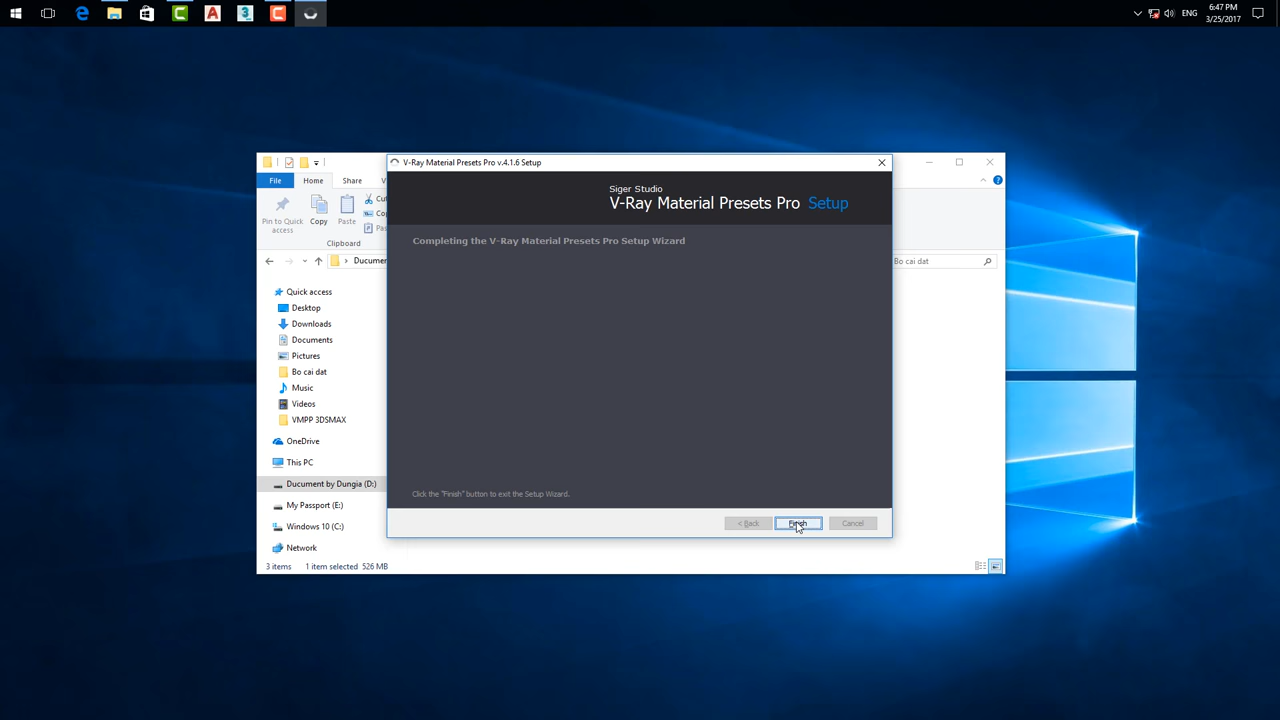 ENG
6:47 PM
3/25/2017
V-Ray Material Presets Pro v.4.1.6 Setup
File
Home
Share
Siger Studio
V-Ray Material Presets Pro Setup
Pin to Quick
access
Copy
Paste
Clipboard
Completing the V-Ray Material Presets Pro Setup Wizard
Bo cai dat
Quick access
Desktop
Downloads
Documents
Pictures
Bo cai dat
Music
Videos
VMPP 3DSMAX
OneDrive
This PC
Ducument by Dungia (D:)
My Passport (E:)
Windows 10 (C:)
Network
Click the "Finish" button to exit the Setup Wizard.
< Back
Finish
Cancel
3 items
1 item selected 526 MB